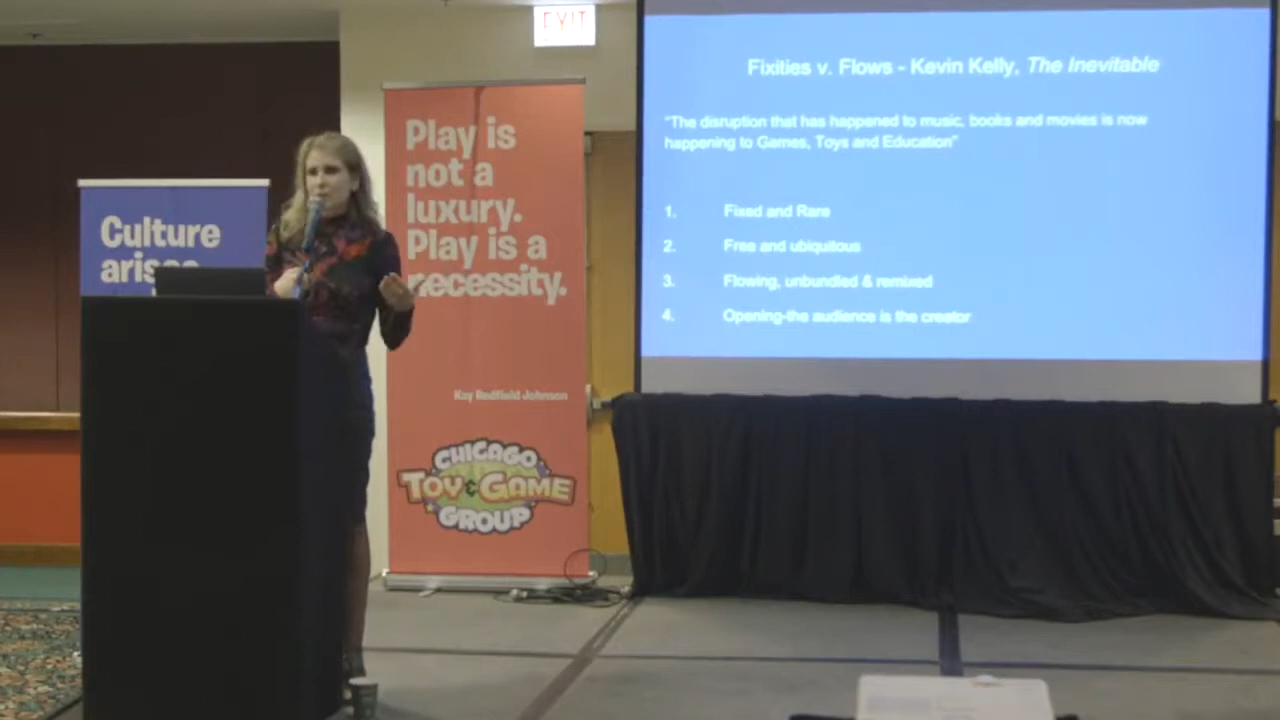 EXIT
Culture
arises
Play is
not a
luxury.
Play is a
necessity.
Kay Redfield Johnson
CHICAGO
TOY & GAME
GROUP
Fixities v. Flows - Kevin Kelly, The Inevitable
"The disruption that has happened to music, books and movies is now
happening to Games, Toys and Education"
1. Fixed and Rare
2. Free and ubiquitous
3. Flowing, unbundled & remixed
4. Opening-the audience is the creator